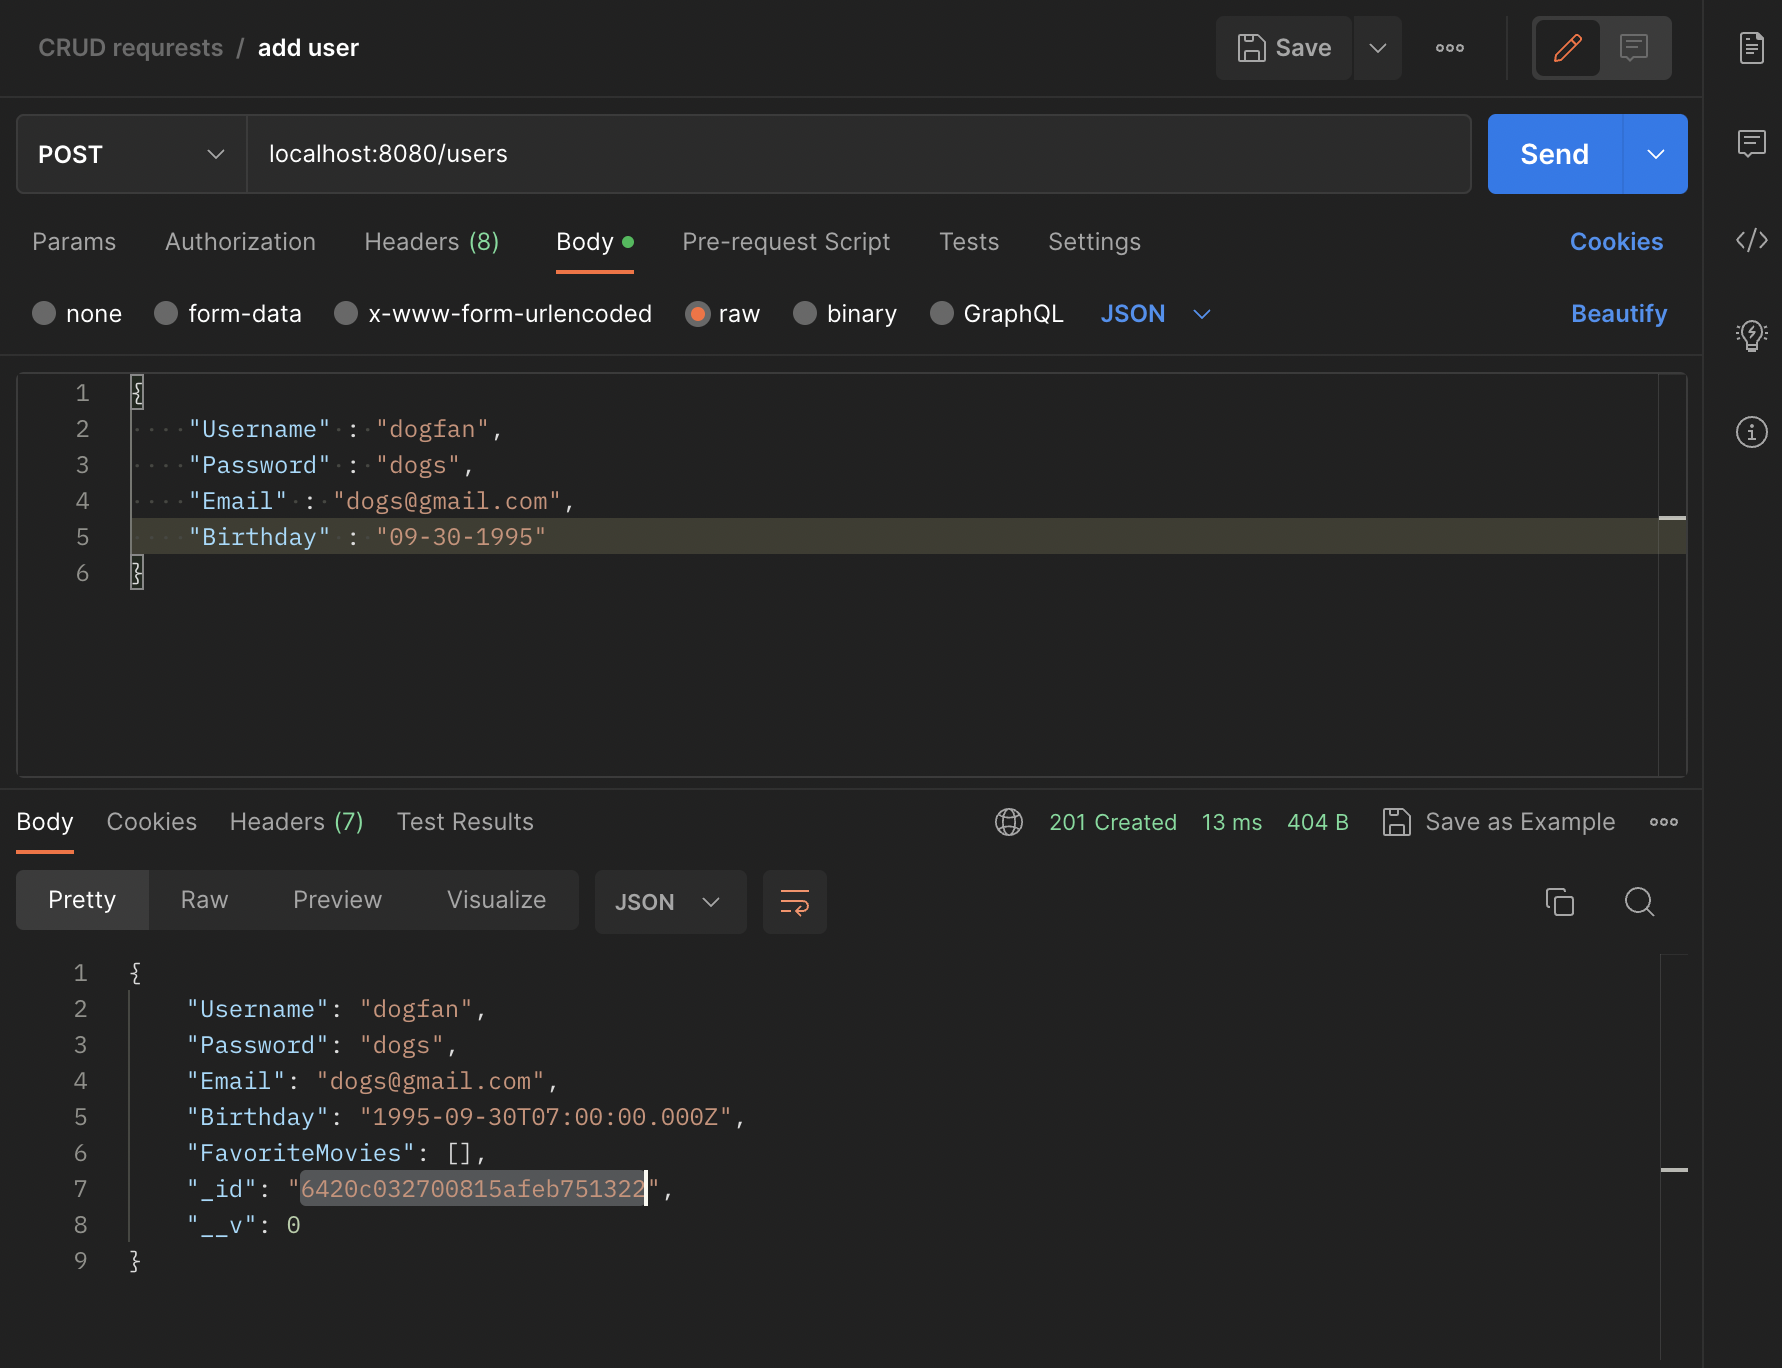 CRUD requrests / add user
Save
POST
localhost:8080/users
Send
Params Authorization Headers (8) Body Pre-request Script Tests Settings Cookies
none form-data x-www-form-urlencoded raw binary GraphQL JSON Beautify
1 {
2 "Username" : "dogfan",
3 "Password" : "dogs",
4 "Email" : "dogs@gmail.com",
5 "Birthday" : "09-30-1995"
6 }
Body Cookies Headers (7) Test Results 201 Created 13 ms 404 B Save as Example
Pretty Raw Preview Visualize JSON
1 {
2 "Username": "dogfan",
3 "Password": "dogs",
4 "Email": "dogs@gmail.com",
5 "Birthday": "1995-09-30T07:00:00.000Z",
6 "FavoriteMovies": [],
7 "_id": "6420c032700815afeb751322",
8 "__v": 0
9 }